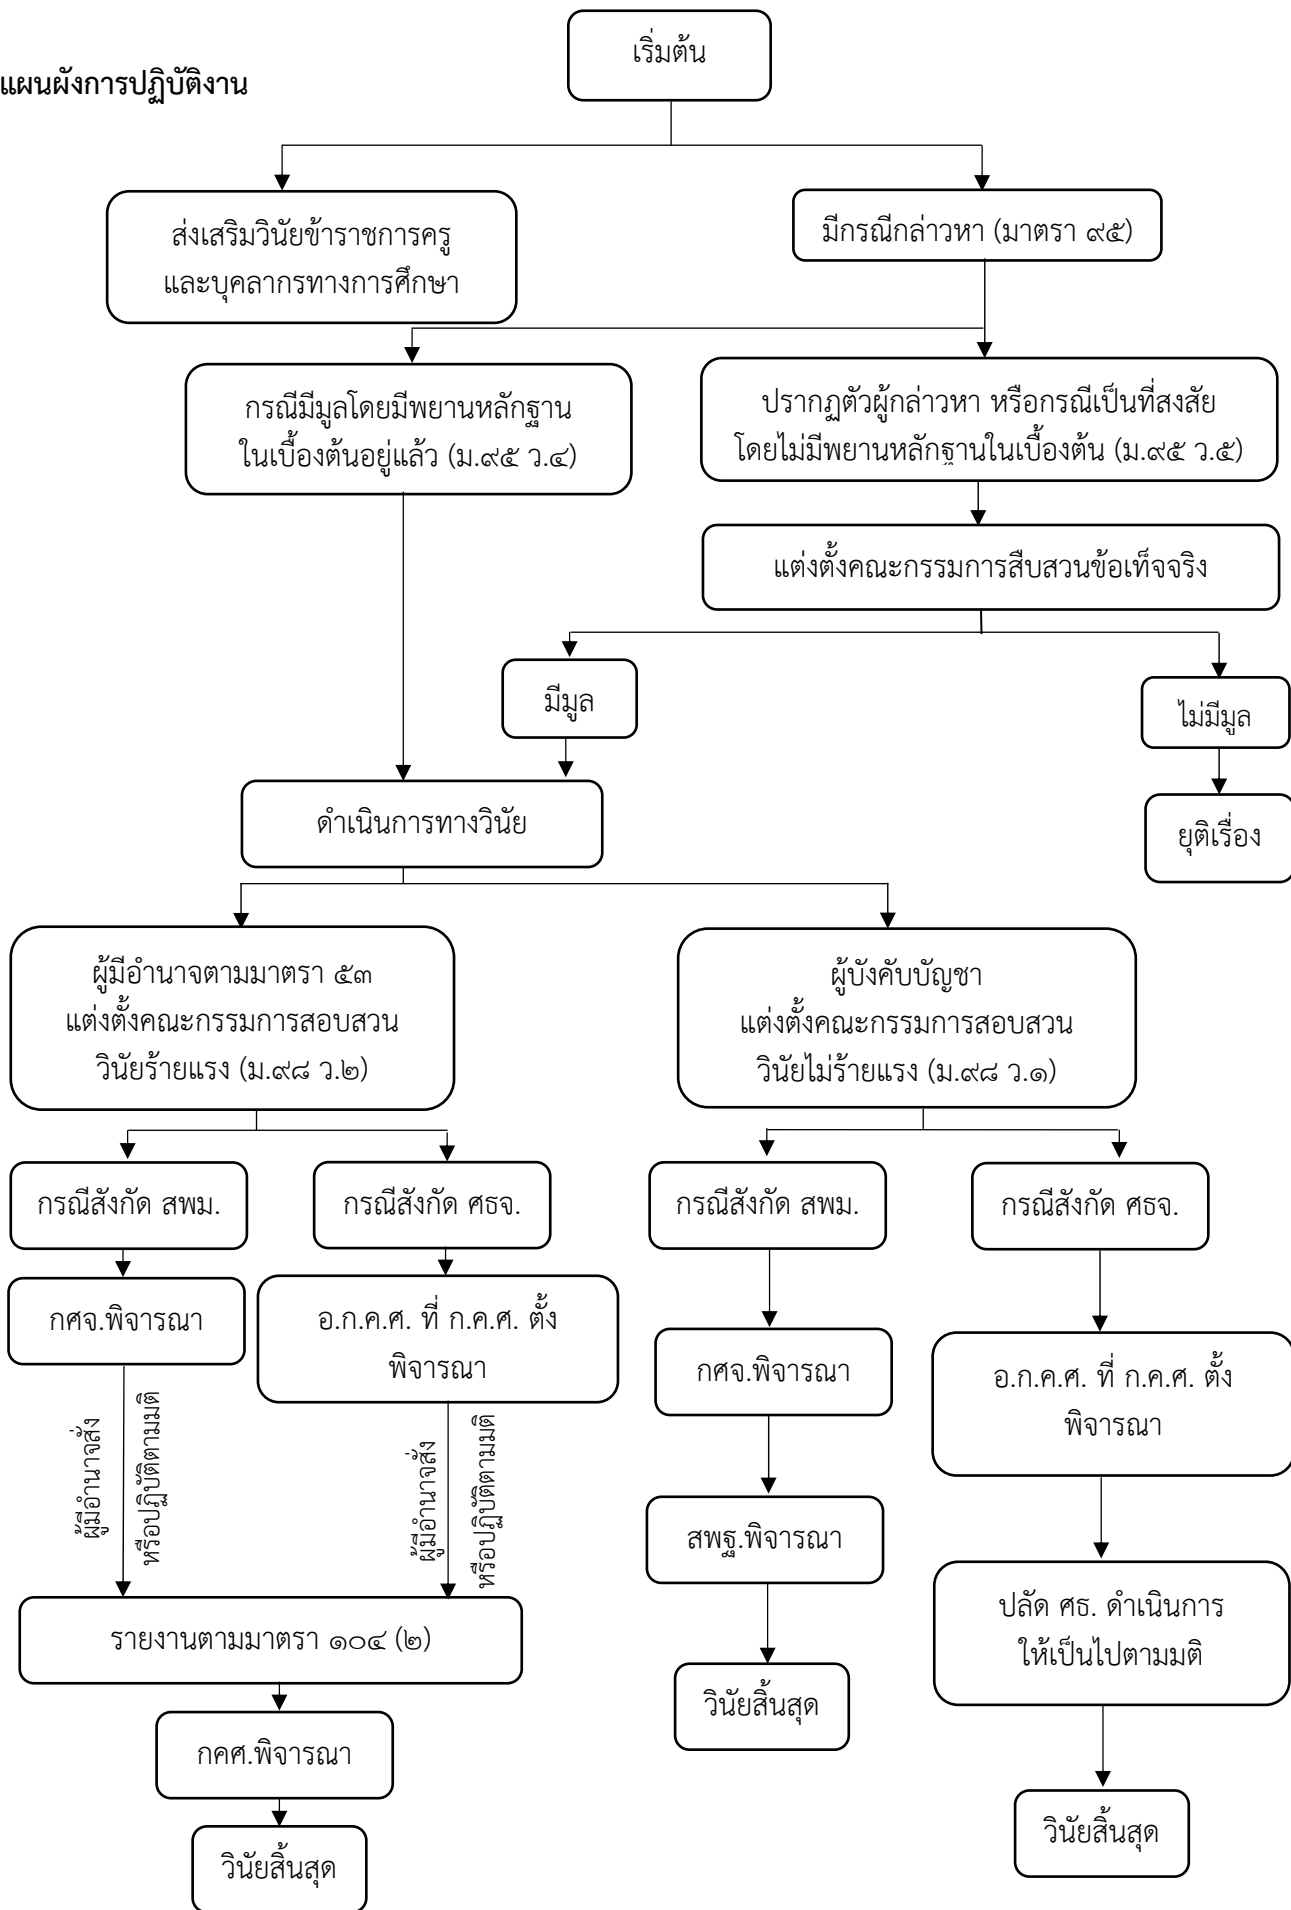 เริ่มต้น
แผนผังการปฏิบัติงาน
ส่งเสริมวินัยข้าราชการครู
และบุคลากรทางการศึกษา
มีกรณีกล่าวหา (มาตรา ๙๕)
กรณีมีมูลโดยมีพยานหลักฐาน
ในเบื้องต้นอยู่แล้ว (ม.๙๕ ว.๔)
ปรากฏตัวผู้กล่าวหา หรือกรณีเป็นที่สงสัย
โดยไม่มีพยานหลักฐานในเบื้องต้น (ม.๙๕ ว.๕)
แต่งตั้งคณะกรรมการสืบสวนข้อเท็จจริง
มีมูล
ไม่มีมูล
ดำเนินการทางวินัย
ยุติเรื่อง
ผู้มีอำนาจตามมาตรา ๕๓
แต่งตั้งคณะกรรมการสอบสวน
วินัยร้ายแรง (ม.๙๘ ว.๒)
ผู้บังคับบัญชา
แต่งตั้งคณะกรรมการสอบสวน
วินัยไม่ร้ายแรง (ม.๙๘ ว.๑)
กรณีสังกัด สพม.
กรณีสังกัด ศธจ.
กรณีสังกัด สพม.
กรณีสังกัด ศธจ.
กศจ.พิจารณา
อ.ก.ค.ศ. ที่ ก.ค.ศ. ตั้ง
พิจารณา
กศจ.พิจารณา
อ.ก.ค.ศ. ที่ ก.ค.ศ. ตั้ง
พิจารณา
ผู้มีอำนาจสั่ง
หรือปฏิบัติตามมติ
ผู้มีอำนาจสั่ง
หรือปฏิบัติตามมติ
สพฐ.พิจารณา
ปลัด ศธ. ดำเนินการ
ให้เป็นไปตามมติ
รายงานตามมาตรา ๑๐๔ (๒)
วินัยสิ้นสุด
กคศ.พิจารณา
วินัยสิ้นสุด
วินัยสิ้นสุด